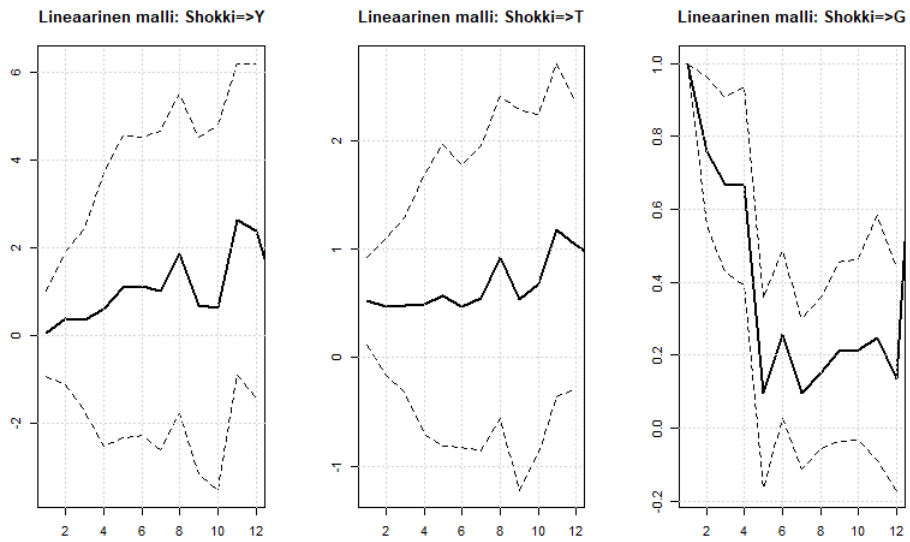 Lineaarinen malli: Shokki=>Y
Lineaarinen malli: Shokki=>T
Lineaarinen malli: Shokki=>G
6
4
2
0
-2
2 4 6 8 10 12
2
1
0
-1
2 4 6 8 10 12
1.0
0.8
0.6
0.4
0.2
0.0
-0.2
2 4 6 8 10 12